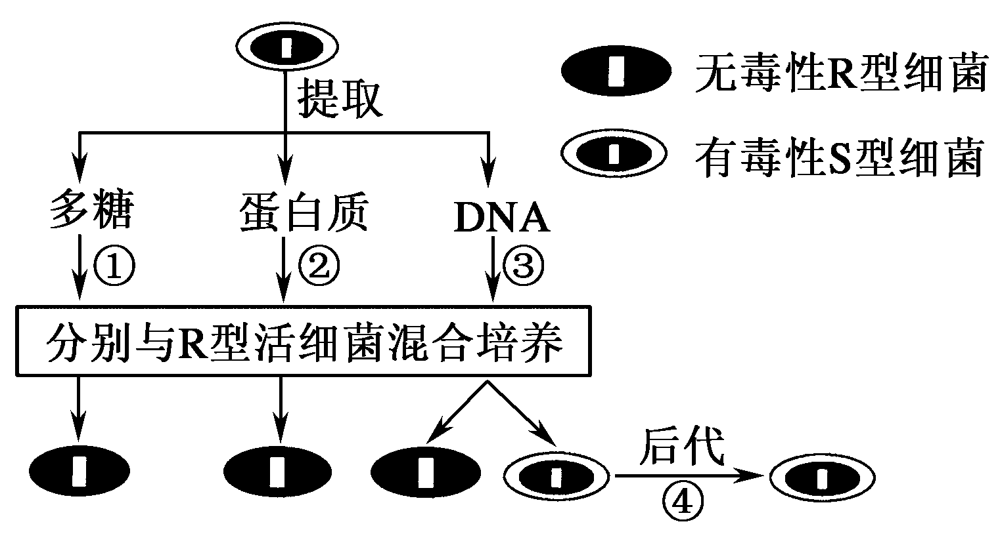 无毒性R型细菌
提取
有毒性S型细菌
多糖
蛋白质
DNA
①
②
③
分别与R型活细菌混合培养
后代
④